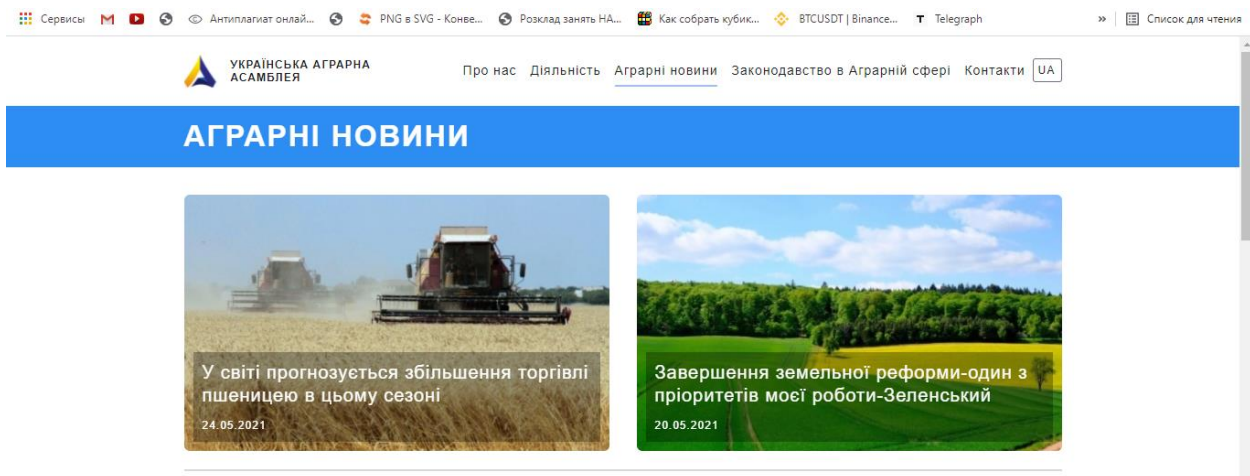 Сервисы Антиплагиат онлай... PNG в SVG - Конве... Розклад занять НА... Как собрать кубик... BTCUSDT | Binance... Telegraph » Список для чтения
УКРАЇНСЬКА АГРАРНА
АСАМБЛЕЯ
Про нас Діяльність Аграрні новини Законодавство в Аграрній сфері Контакти UA
АГРАРНІ НОВИНИ
У світі прогнозується збільшення торгівлі
пшеницею в цьому сезоні
24.05.2021
Завершення земельної реформи-один з
пріоритетів моєї роботи-Зеленський
20.05.2021